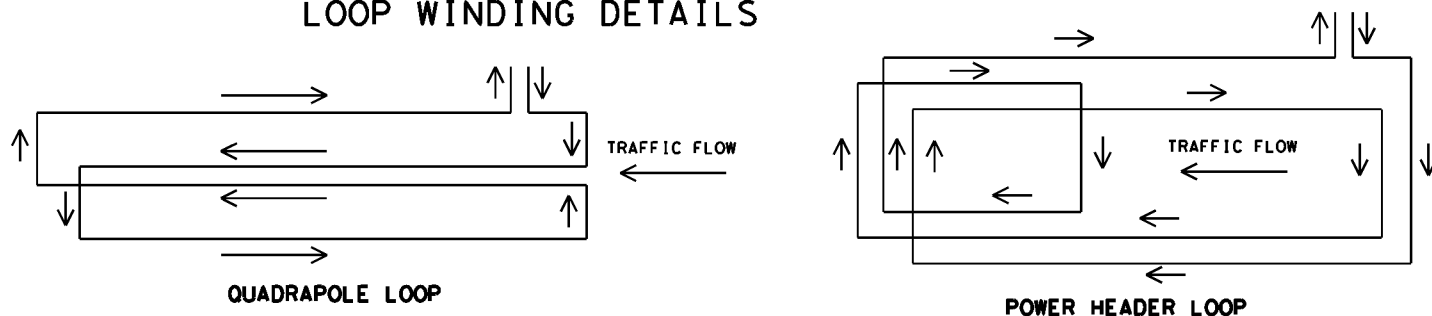 LOOP WINDING DETAILS
TRAFFIC FLOW
TRAFFIC FLOW
QUADRAPOLE LOOP
POWER HEADER LOOP